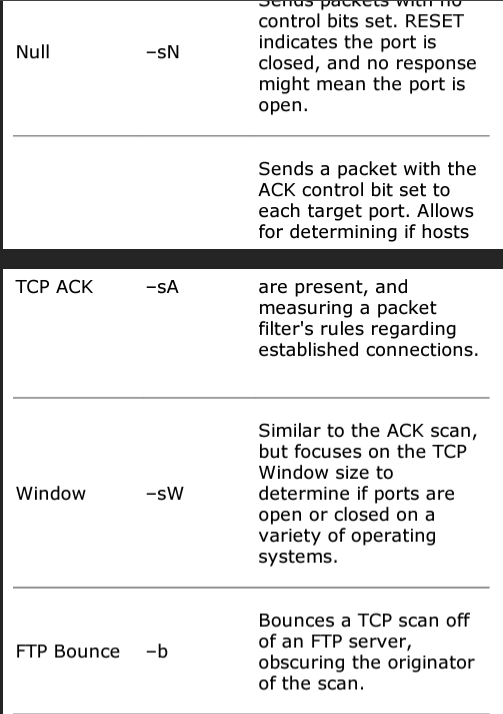 Sends packets with no
control bits set. RESET
indicates the port is
Null –sN
closed, and no response
might mean the port is
open.
Sends a packet with the
ACK control bit set to
each target port. Allows
for determining if hosts
TCP ACK –sA are present, and
measuring a packet
filter's rules regarding
established connections.
Similar to the ACK scan,
but focuses on the TCP
Window size to
Window –sW determine if ports are
open or closed on a
variety of operating
systems.
Bounces a TCP scan off
of an FTP server,
FTP Bounce –b
obscuring the originator
of the scan.